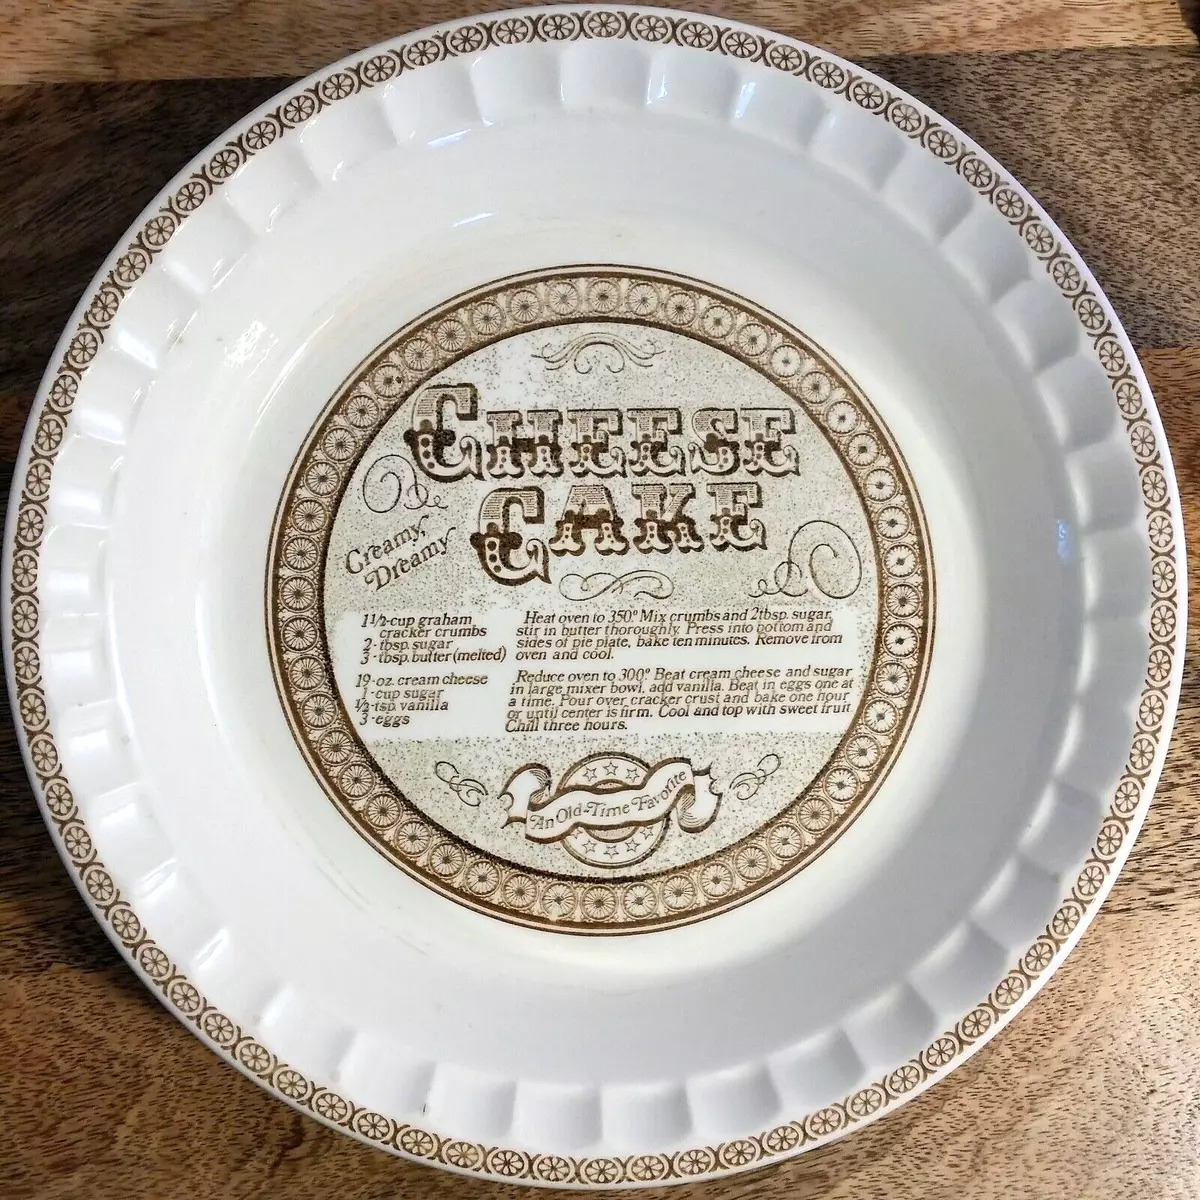 CHEESE
CAKE
Creamy,
Dreamy
1 1/2-cup graham
cracker crumbs
2-tbsp. sugar
3-tbsp. butter (melted)
Heat oven to 350° Mix crumbs and 2 tbsp. sugar,
stir in butter thoroughly. Press into bottom and
sides of pie plate, bake ten minutes. Remove from
oven and cool.
19-oz. cream cheese
1-cup sugar
1/2-tsp. vanilla
3-eggs
Reduce oven to 300° Beat cream cheese and sugar
in large mixer bowl, add vanilla. Beat in eggs one at
a time. Pour over cracker crust and bake one hour
or until center is firm. Cool and top with sweet fruit.
Chill three hours.
An Old-Time Favorite